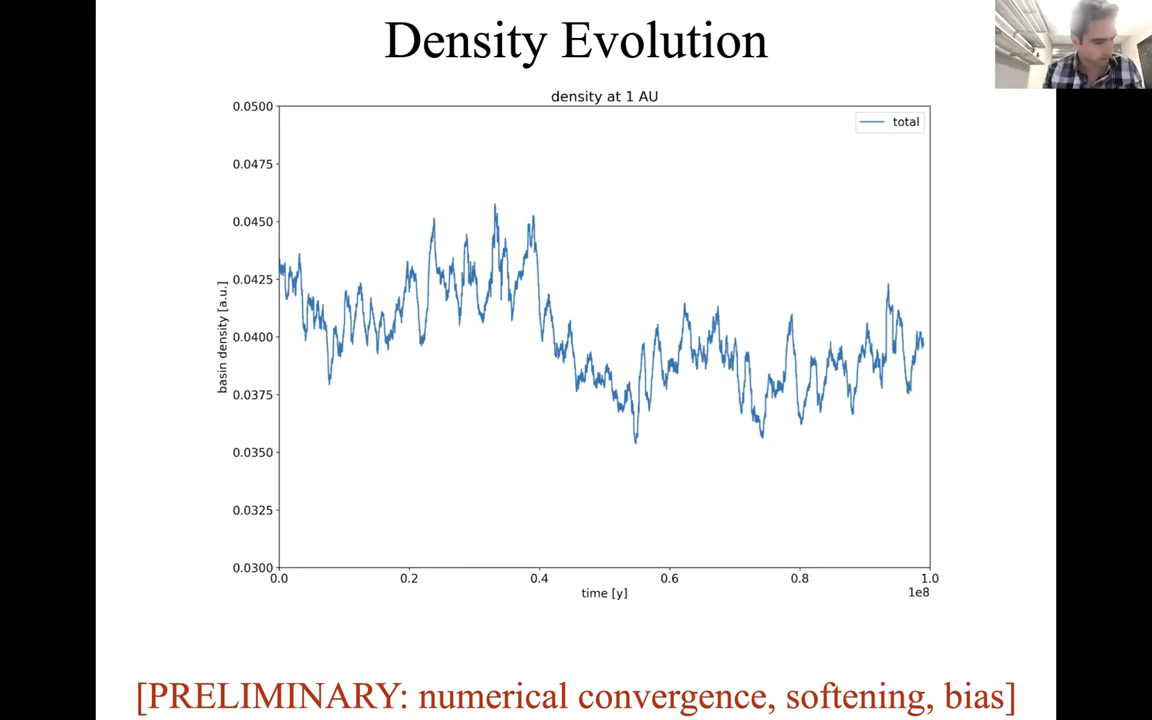 Density Evolution
density at 1 AU
total
0.0500
0.0475
0.0450
0.0425
0.0400
0.0375
0.0350
0.0325
0.0300
basin density [a.u.]
0.0 0.2 0.4 0.6 0.8 1.0
time [y]
1e8
[PRELIMINARY: numerical convergence, softening, bias]